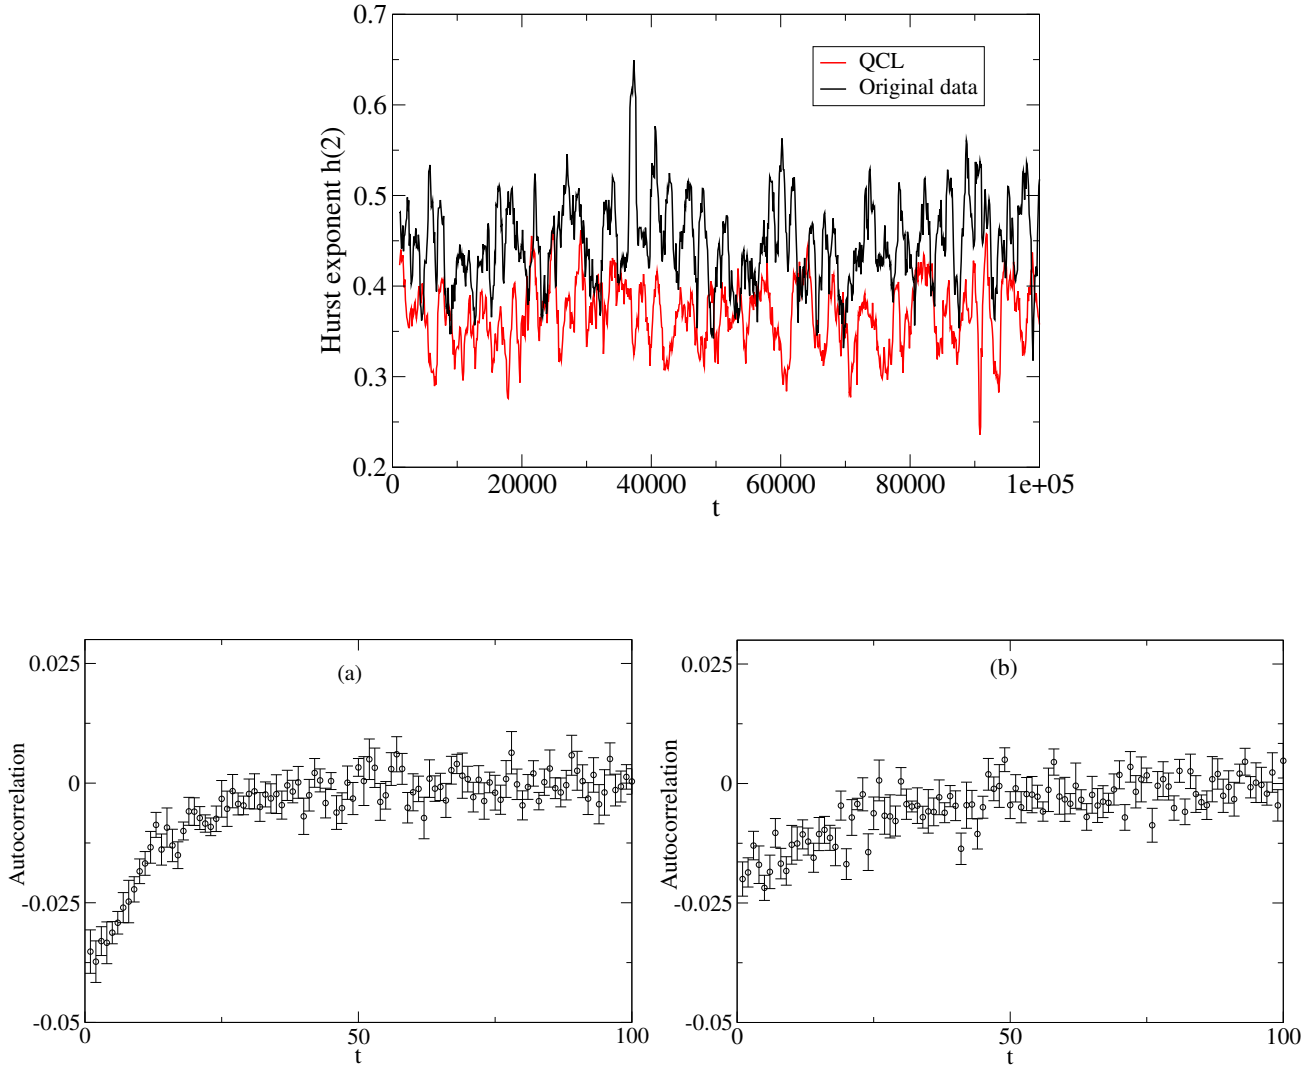 0.7
0.6
0.5
0.4
0.3
0.2
Hurst exponent h(2)
QCL
Original data
0 20000 40000 60000 80000 1e+05
t
(a)
0.025
0
-0.025
-0.05
Autocorrelation
0 50 100
t
(b)
0.025
0
-0.025
-0.05
Autocorrelation
0 50 100
t